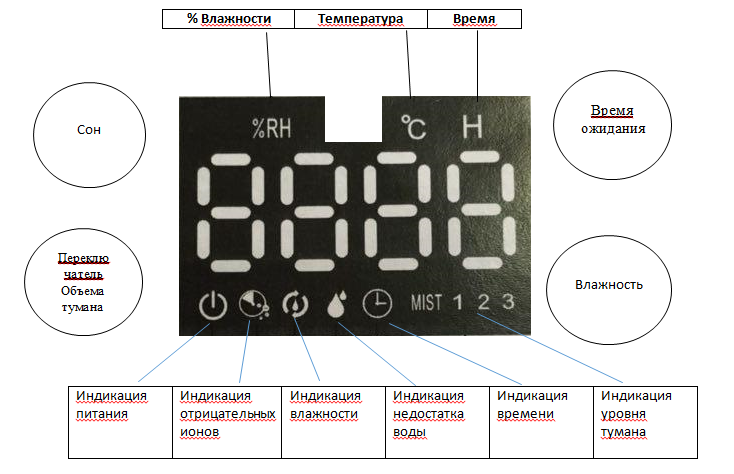 % Влажности Температура Время
Сон
Время
ожидания
%RH °C H
8888
Переклю
чатель
Объема
тумана
Влажность
MIST 1 2 3
Индикация
питания
Индикация
отрицательных
ионов
Индикация
влажности
Индикация
недостатка
воды
Индикация
времени
Индикация
уровня
тумана